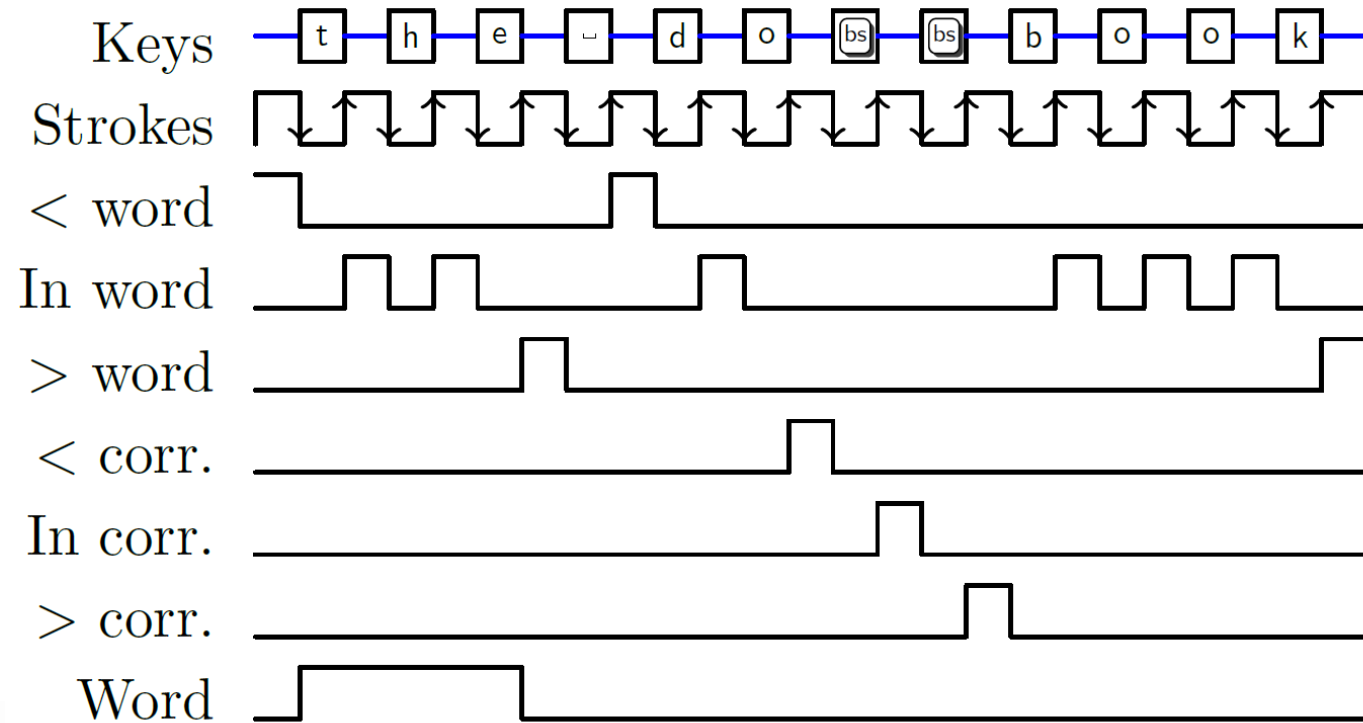 Keys t h e ␣ d o bs bs b o o k
Strokes
< word
In word
> word
< corr.
In corr.
> corr.
Word